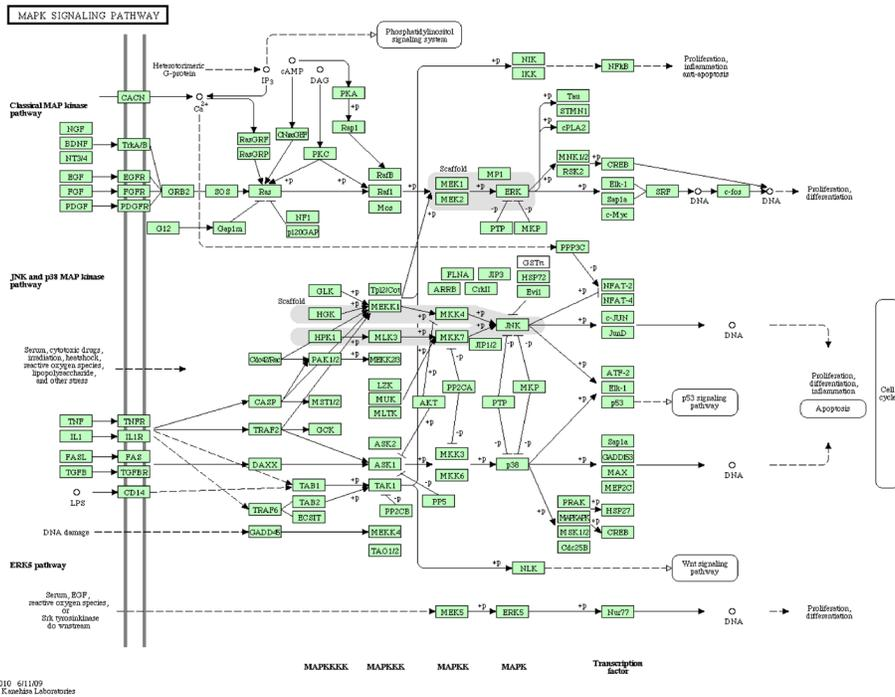 MAPK SIGNALING PATHWAY
Phosphatidylinositol
signaling system
Heterotrimeric
G-protein
IP3
cAMP
DAG
NIK
IKK
NFkB
Proliferation,
inflammation
anti-apoptosis
Classical MAP kinase
pathway
CACN
Ca2+
PKA
+p
Rap1
Tau
STMN1
cPLA2
NGF
BDNF
NT3/4
TrkA/B
RasGRF
RasGRP
CNasGEF
PKC
RafB
Scaffold
MP1
MNK1/2
RSK2
CREB
EGF
FGF
PDGF
EGFR
FGFR
PDGFR
GRB2
SOS
Ras
Raf1
Mos
MEK1
MEK2
ERK
Elk-1
Sap1a
c-Myc
SRF
DNA
c-fos
DNA
Proliferation,
differentiation
G12
Gap1m
NF1
p120GAP
PTP
MKP
PPP3C
JNK and p38 MAP kinase
pathway
GLK
HGK
Tpl2/Cot
MEKK1
FLNA
JIP3
ARRB
CrkII
GSTπ
HSP72
Evi1
NFAT-2
NFAT-4
Scaffold
MKK4
JNK
c-JUN
JunD
DNA
HPK1
MLK3
MKK7
JIP1/2
Serum, cytotoxic drugs,
irradiation, heatshock,
reactive oxygen species,
lipopolysaccharide,
and other stress
Cdc42/Rac
PAK1/2
MEKK2/3
LZK
MUK
MLTK
PP2CA
MKP
AKT
PTP
ATF-2
Elk-1
p53
p53 signaling
pathway
Proliferation,
differentiation,
inflammation
Apoptosis
Cell
cycle
CASP
MST1/2
TNF
IL1
TNFR
IL1R
TRAF2
GCK
ASK2
ASK1
MKK3
MKK6
p38
Sap1a
GADD153
MAX
MEF2C
DNA
FASL
TGFB
FAS
TGFBR
DAXX
LPS
CD14
TAB1
TAB2
ECSIT
TAK1
PP2CB
PP5
TRAF6
PRAK
MAPKAPK
MSK1/2
Cdc25B
HSP27
CREB
DNA damage
GADD45
MEKK4
TAO1/2
ERK5 pathway
NLK
Wnt signaling
pathway
Serum, EGF,
reactive oxygen species,
or
Srk tyrosinkinase
do wnstream
MEK5
+p
ERK5
+p
Nur77
DNA
Proliferation,
differentiation
MAPKKKK
MAPKKK
MAPKK
MAPK
Transcription
factor
010 6/11/09
Kanehisa Laboratories